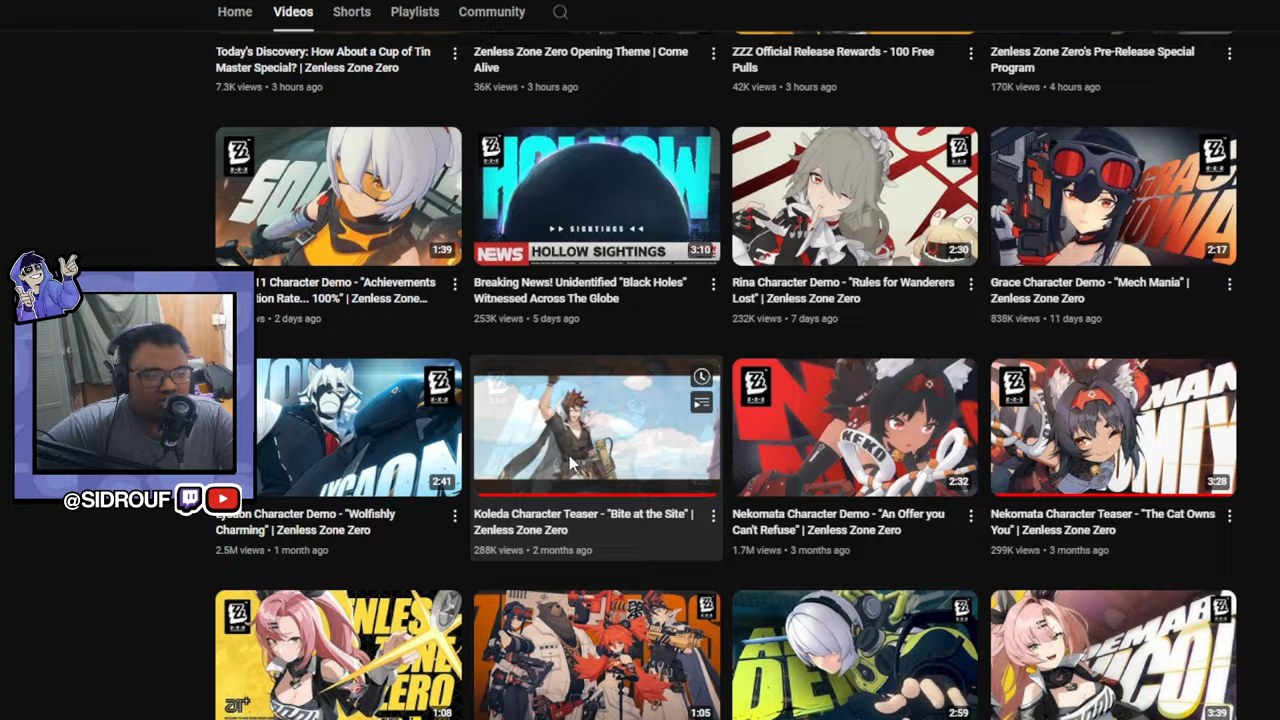 Home Videos Shorts Playlists Community
Today's Discovery: How About a Cup of Tin
Master Special? | Zenless Zone Zero
7.3K views • 3 hours ago
Zenless Zone Zero Opening Theme | Come
Alive
36K views • 3 hours ago
ZZZ Official Release Rewards - 100 Free
Pulls
42K views • 3 hours ago
Zenless Zone Zero's Pre-Release Special
Program
170K views • 4 hours ago
1:39
HOLLOW
SIGHTINGS
NEWS HOLLOW SIGHTINGS
3:10
2:30
2:17
11 Character Demo - "Achievements
tion Rate... 100%" | Zenless Zone...
2 days ago
Breaking News! Unidentified "Black Holes"
Witnessed Across The Globe
253K views • 5 days ago
Rina Character Demo - "Rules for Wanderers
Lost" | Zenless Zone Zero
232K views • 7 days ago
Grace Character Demo - "Mech Mania" |
Zenless Zone Zero
838K views • 11 days ago
LYCAON
2:41
NEKO
2:32
3:28
Character Demo - "Wolfishly
Charming" | Zenless Zone Zero
2.5M views • 1 month ago
Koleda Character Teaser - "Bite at the Site" |
Zenless Zone Zero
288K views • 2 months ago
Nekomata Character Demo - "An Offer you
Can't Refuse" | Zenless Zone Zero
1.7M views • 3 months ago
Nekomata Character Teaser - "The Cat Owns
You" | Zenless Zone Zero
299K views • 3 months ago
@SIDROUF
ZERO
1:08
1:05
2:59
3:39